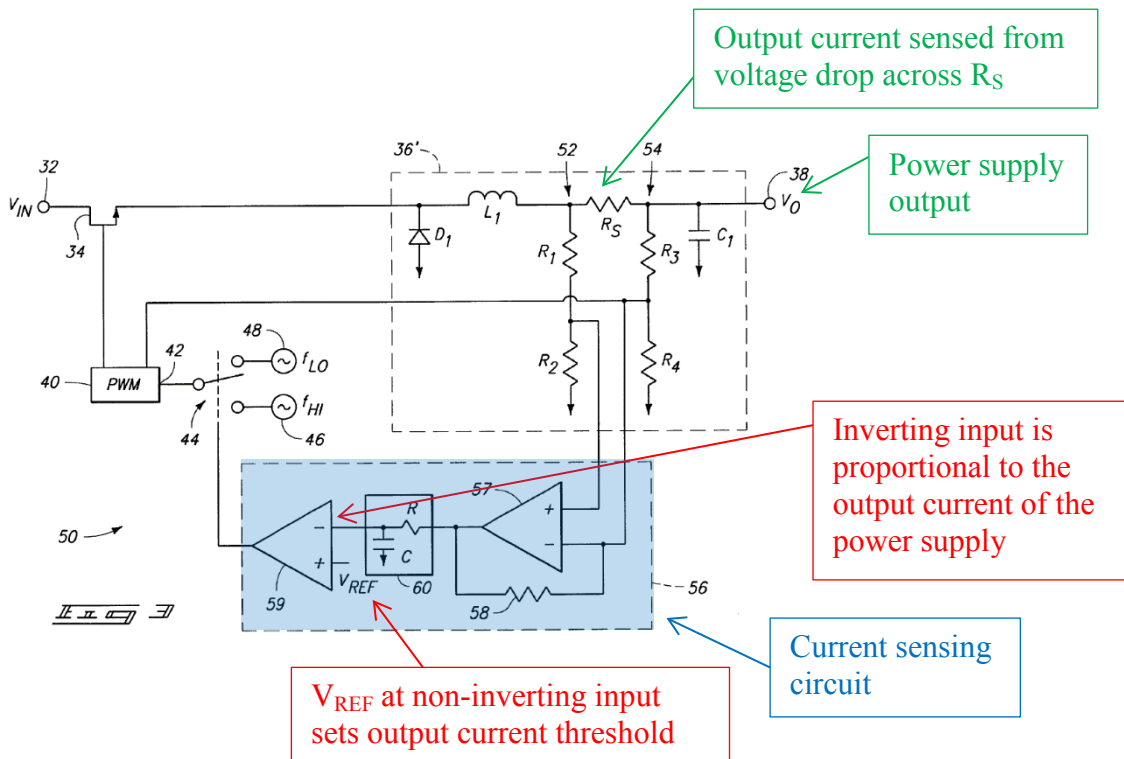 Output current sensed from
voltage drop across RS
Power supply
output
36'
52
54
32
38
VIN
VO
L1
RS
34
D1
R1
R3
C1
48
42
fLO
R2
R4
40
PWM
fHI
44
46
Inverting input is
proportional to the
output current of the
power supply
57
R
+
−
50
−
C
+
VREF
60
59
58
56
Fig 3
Current sensing
circuit
VREF at non-inverting input
sets output current threshold